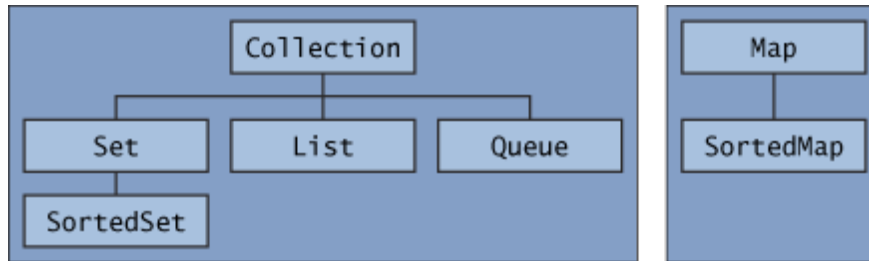 Collection
Map
Set
List
Queue
SortedMap
SortedSet